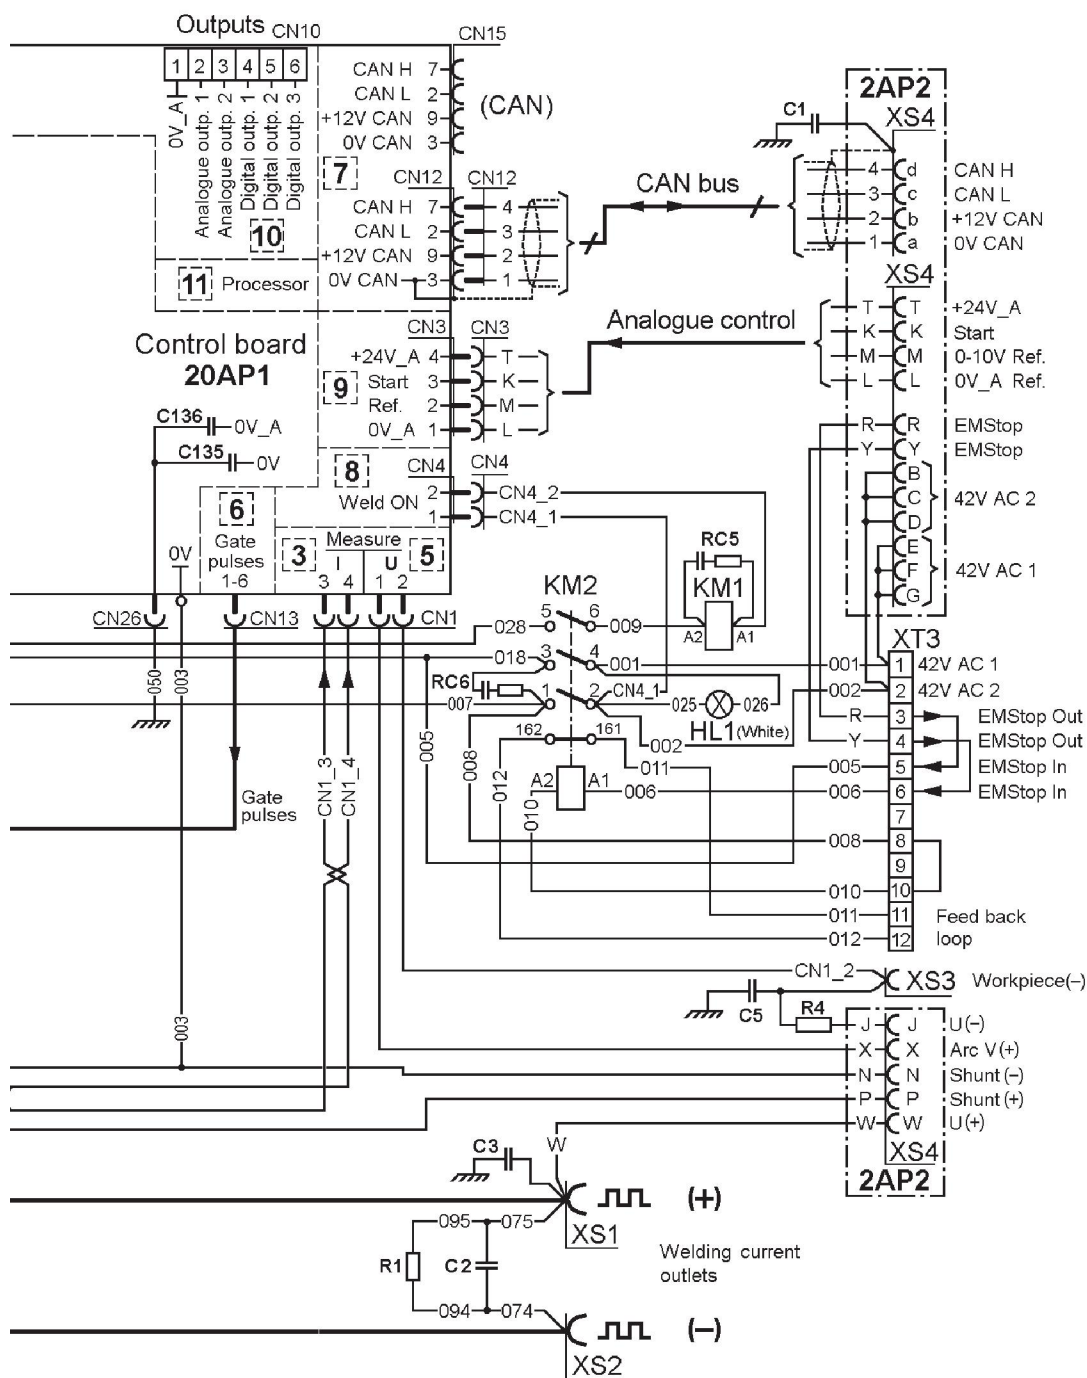 Outputs CN10
1 2 3 4 5 6
0V_A
Analogue outp. 1
Analogue outp. 2
Digital outp. 1
Digital outp. 2
Digital outp. 3
7
10
11 Processor
CN15
CAN H 7
CAN L 2
+12V CAN 9
0V CAN 3
(CAN)
CN12 CN12
CAN H 7 4
CAN L 2 3
+12V CAN 9 2
0V CAN 3 1
CAN bus
C1
2AP2
XS4
4 d CAN H
3 c CAN L
2 b +12V CAN
1 a 0V CAN
XS4
T T +24V_A
K K Start
M M 0-10V Ref.
L L 0V_A Ref.
R R EMStop
Y Y EMStop
B
C 42V AC 2
D
E
F 42V AC 1
G
Analogue control
Control board
20AP1
CN3 CN3
9
+24V_A 4 T
Start 3 K
Ref. 2 M
0V_A 1 L
C136 0V_A
C135 0V
8
CN4 CN4
Weld ON
2 CN4_2
1 CN4_1
6
Gate
pulses
1-6
0V
3 Measure 5
I U
3 4 1 2
CN26 CN13 CN1
050
003
Gate
pulses
CN1_3
CN1_4
RC5
KM1
A2 A1
KM2
028 5 6 009
018 3 4 001
RC6
007 1 2 CN4_1
025 026
HL1 (White)
002
162 161
011
005
008
012
010
A2 A1 006
XT3
001 1 42V AC 1
002 2 42V AC 2
R 3 EMStop Out
Y 4 EMStop Out
005 5 EMStop In
006 6 EMStop In
7
008 8
9
010 10
011 11 Feed back
012 12 loop
CN1_2 XS3 Workpiece(–)
C5
R4
J J U(–)
X X Arc V(+)
N N Shunt(–)
P P Shunt(+)
W W U(+)
XS4
2AP2
003
W
C3
XS1 (+)
095 075
R1 C2
094 074
Welding current
outlets
XS2 (–)